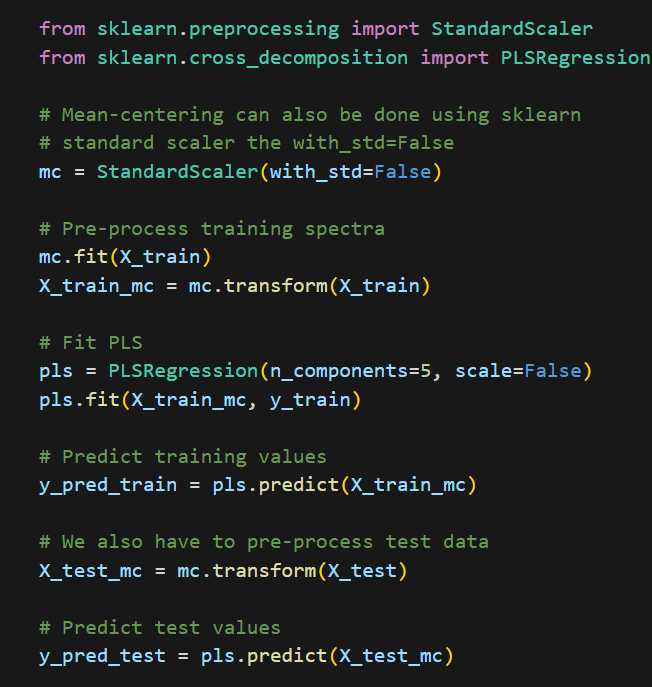 from sklearn.preprocessing import StandardScaler
from sklearn.cross_decomposition import PLSRegression
# Mean-centering can also be done using sklearn
# standard scaler the with_std=False
mc = StandardScaler(with_std=False)
# Pre-process training spectra
mc.fit(X_train)
X_train_mc = mc.transform(X_train)
# Fit PLS
pls = PLSRegression(n_components=5, scale=False)
pls.fit(X_train_mc, y_train)
# Predict training values
y_pred_train = pls.predict(X_train_mc)
# We also have to pre-process test data
X_test_mc = mc.transform(X_test)
# Predict test values
y_pred_test = pls.predict(X_test_mc)